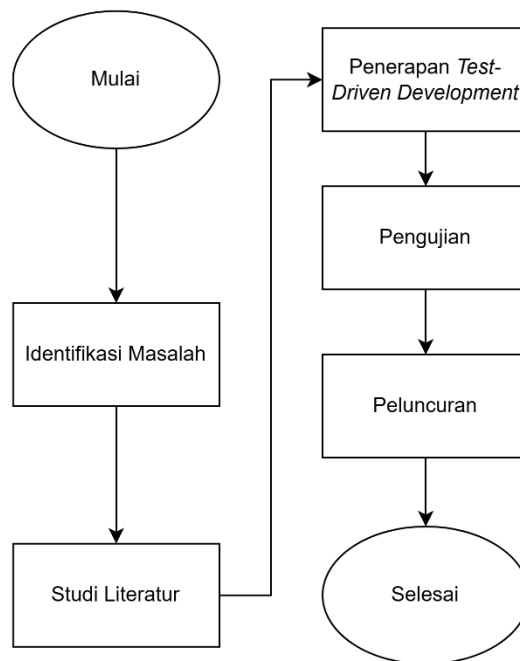 Mulai
Identifikasi Masalah
Studi Literatur
Penerapan Test-
Driven Development
Pengujian
Peluncuran
Selesai